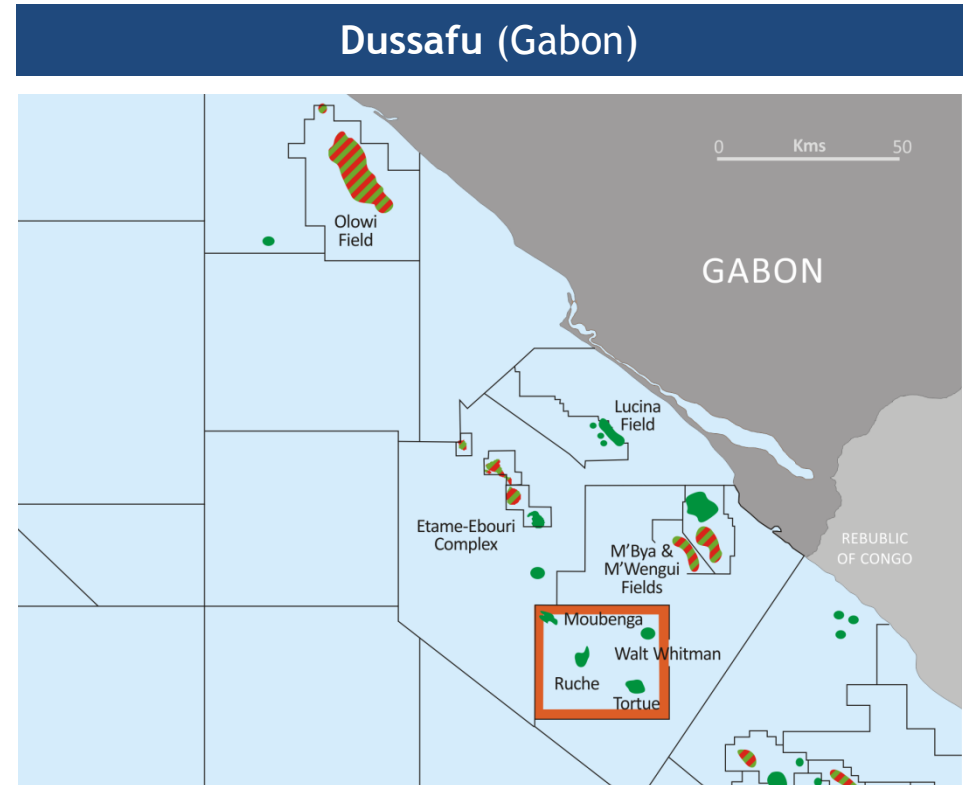 Dussafu (Gabon)
0 Kms 50
Olowi
Field
GABON
Lucina
Field
Etame-Ebouri
Complex
M'Bya &
M'Wengui
Fields
REBUBLIC
OF CONGO
Moubenga
Walt Whitman
Ruche
Tortue